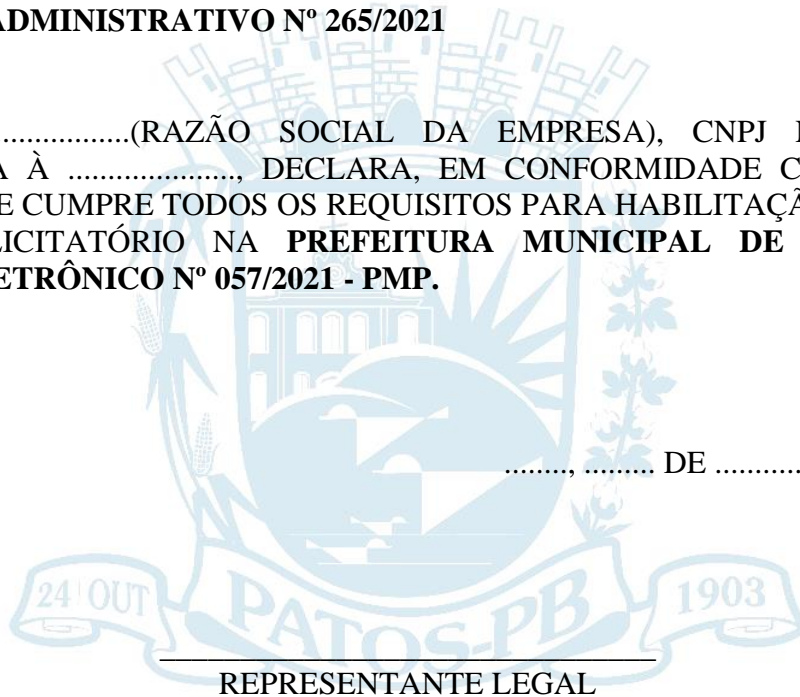 ADMINISTRATIVO Nº 265/2021
................(RAZÃO SOCIAL DA EMPRESA), CNPJ
A À ...................., DECLARA, EM CONFORMIDADE
E CUMPRE TODOS OS REQUISITOS PARA
LICITATÓRIO NA PREFEITURA MUNICIPAL DE
ETRÔNICO Nº 057/2021 - PMP.
........, ......... DE ...........
24 OUT
PATOS-PB
1903
REPRESENTANTE LEGAL